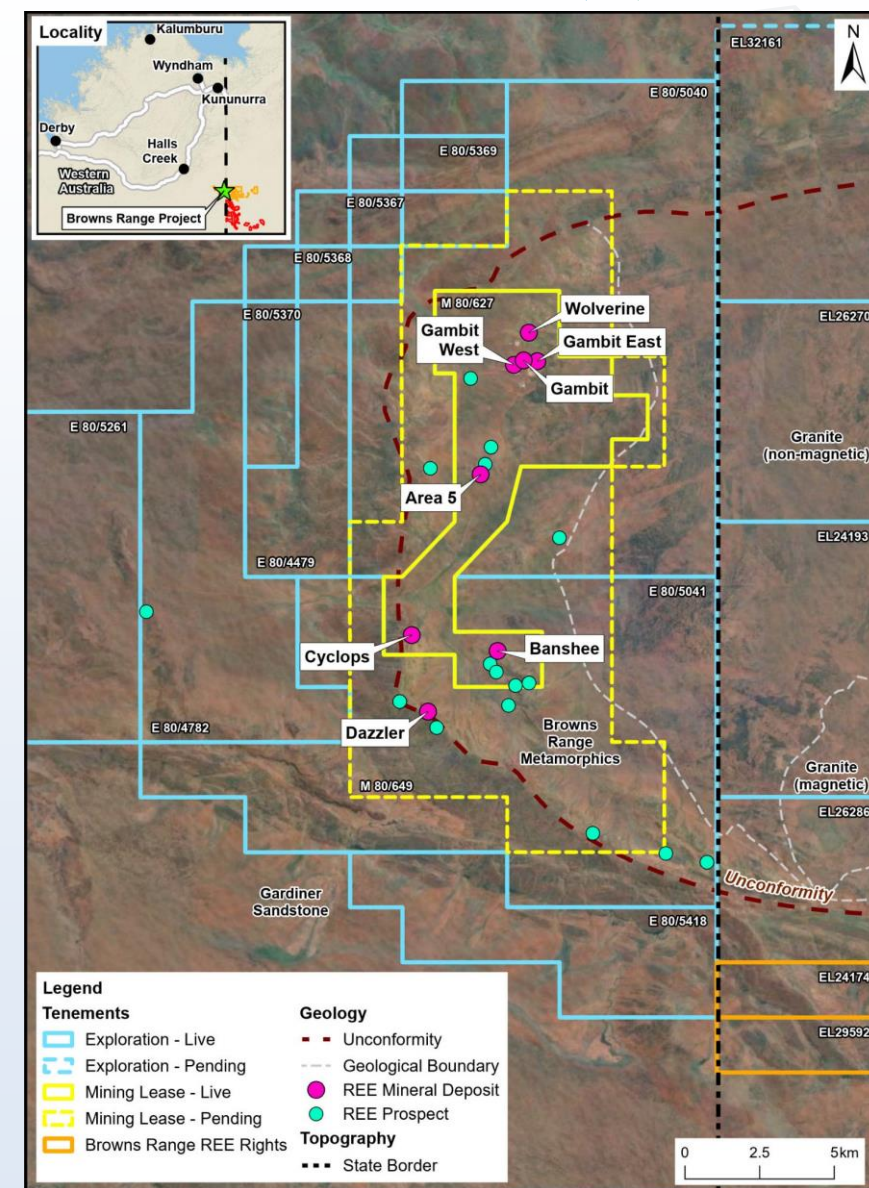 Locality
Kalumburu
Wyndham
Kununurra
Derby
Halls
Creek
Western
Australia
Browns Range Project
N
EL32161
E 80/5040
E 80/5369
E 80/5367
E 80/5368
E 80/5370
M 80/627
Wolverine
EL26270
Gambit
West
Gambit East
Gambit
E 80/5261
Granite
(non-magnetic)
Area 5
EL24193
E 80/4479
E 80/5041
Cyclops
Banshee
E 80/4782
Dazzler
Browns
Range
Metamorphics
Granite
(magnetic)
M 80/649
EL26286
Unconformity
Gardiner
Sandstone
E 80/5418
EL24174
EL29592
Legend
Tenements
Exploration - Live
Exploration - Pending
Mining Lease - Live
Mining Lease - Pending
Browns Range REE Rights
Geology
Unconformity
Geological Boundary
REE Mineral Deposit
REE Prospect
Topography
State Border
0 2.5 5km